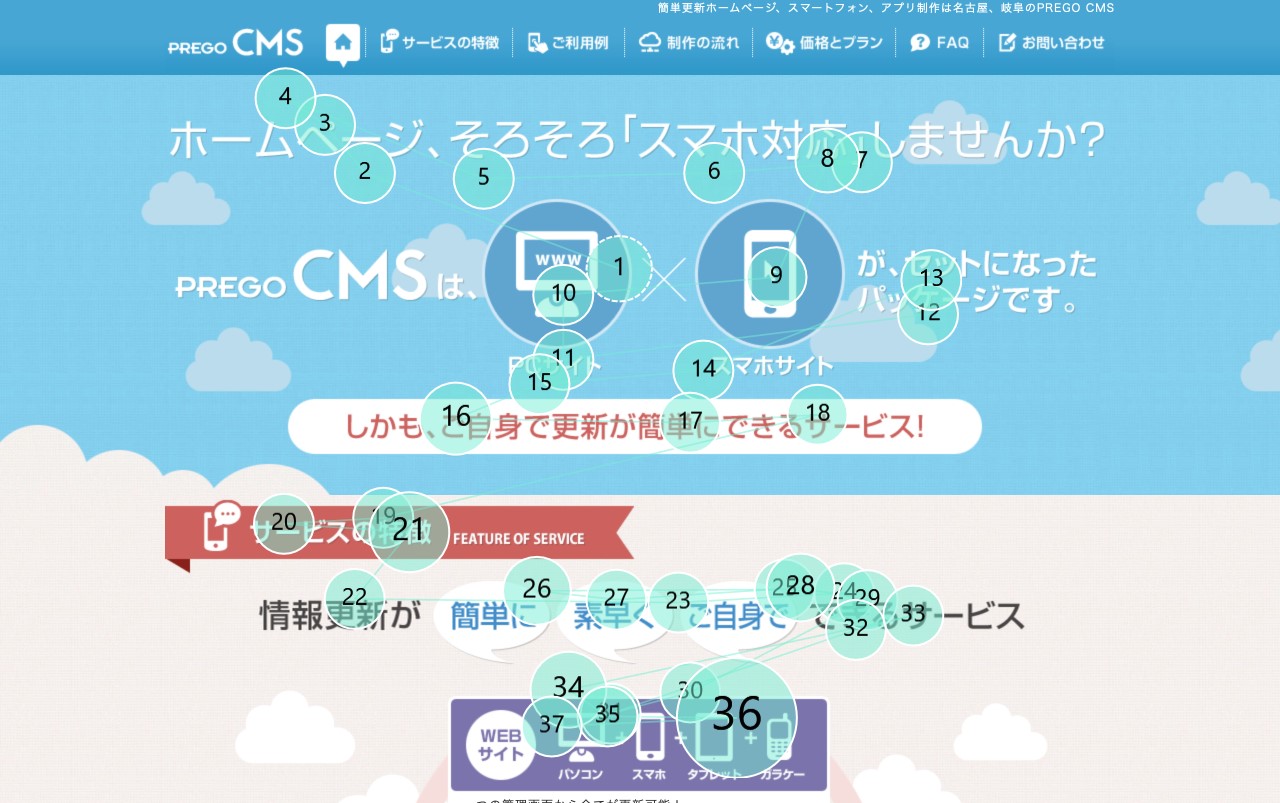 簡単更新ホームページ、スマートフォン、アプリ制作は名古屋、岐阜のPREGO CMS
PREGO CMS
サービスの特徴
ご利用例
制作の流れ
価格とプラン
FAQ
お問い合わせ
4
3
2
5
6
8
7
ホームページ、そろそろ「スマホ対応」しませんか?
PREGO CMSは、
www
1
10
9
13
12
が、セットになった
パッケージです。
11
15
14
PCサイト
スマホサイト
16
17
18
しかも、ご自身で更新が簡単にできるサービス!
20
19
21
サービスの特徴 FEATURE OF SERVICE
22
26
27
23
25
28
24
29
33
32
情報更新が 簡単に 素早く ご自身で できるサービス
34
30
37
35
36
WEB
サイト
パソコン
+
スマホ
+
タブレット
+
ガラケー